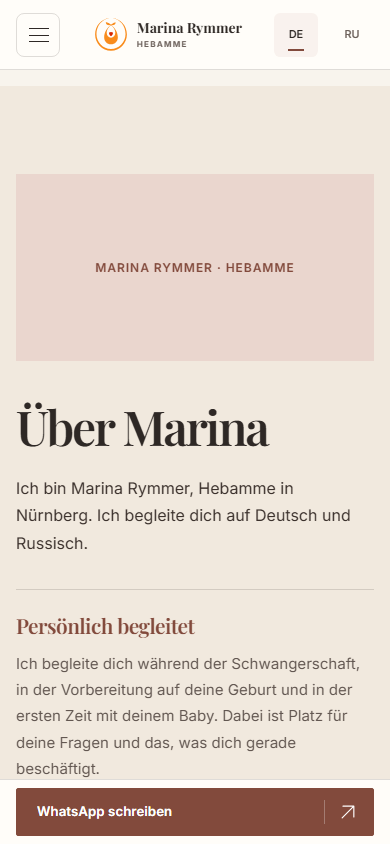 Marina Rymmer
HEBAMME
DE
RU
MARINA RYMMER · HEBAMME
Über Marina
Ich bin Marina Rymmer, Hebamme in
Nürnberg. Ich begleite dich auf Deutsch und
Russisch.
Persönlich begleitet
Ich begleite dich während der Schwangerschaft,
in der Vorbereitung auf deine Geburt und in der
ersten Zeit mit deinem Baby. Dabei ist Platz für
deine Fragen und das, was dich gerade
beschäftigt.
WhatsApp schreiben